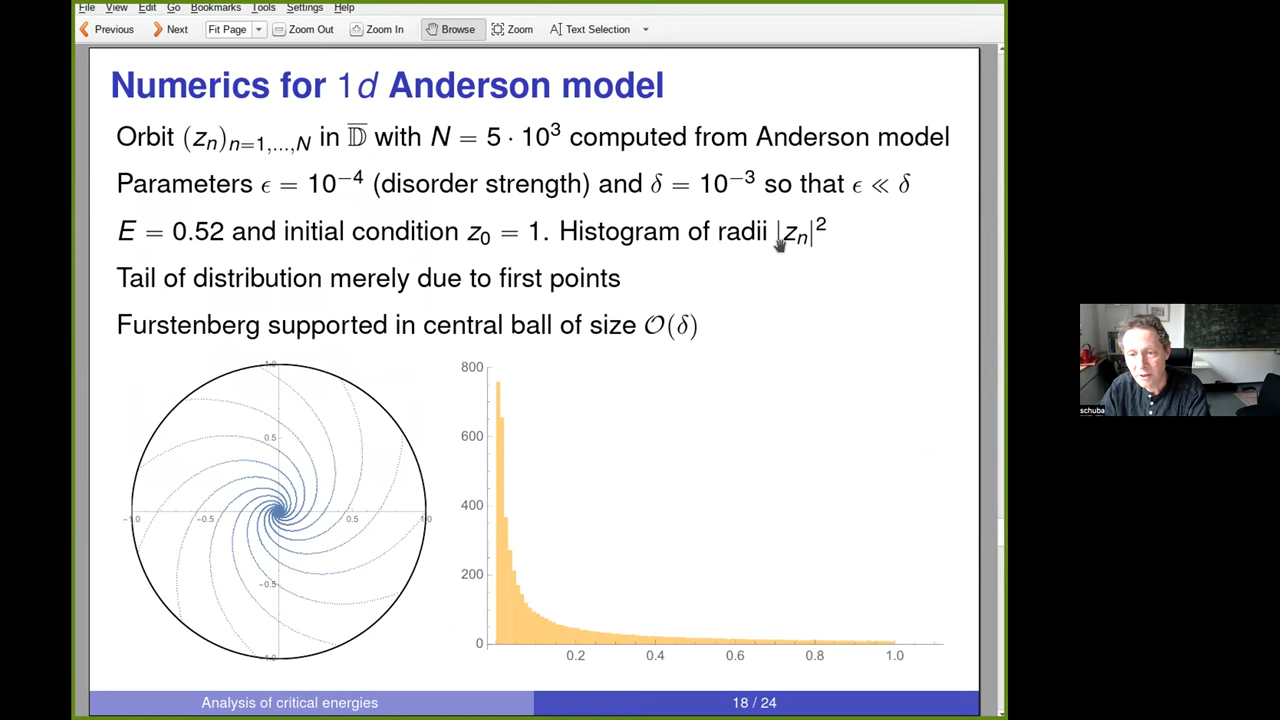 File Edit View Go Bookmarks Tools Settings Help
Previous Next Fit Page Zoom Out Zoom In Browse Zoom Text Selection
Numerics for 1d Anderson model
Orbit (zₙ)ₙ₌₁,...,N in 𝔻̅ with N = 5 · 10³ computed from Anderson model
Parameters ϵ = 10⁻⁴ (disorder strength) and δ = 10⁻³ so that ϵ ≪ δ
E = 0.52 and initial condition z₀ = 1. Histogram of radii |zₙ|²
Tail of distribution merely due to first points
Furstenberg supported in central ball of size 𝒪(δ)
1.0
0.5
-1.0 -0.5 0.5 1.0
-0.5
-1.0
800
600
400
200
0
0.2 0.4 0.6 0.8 1.0
Analysis of critical energies 18 / 24
schuba